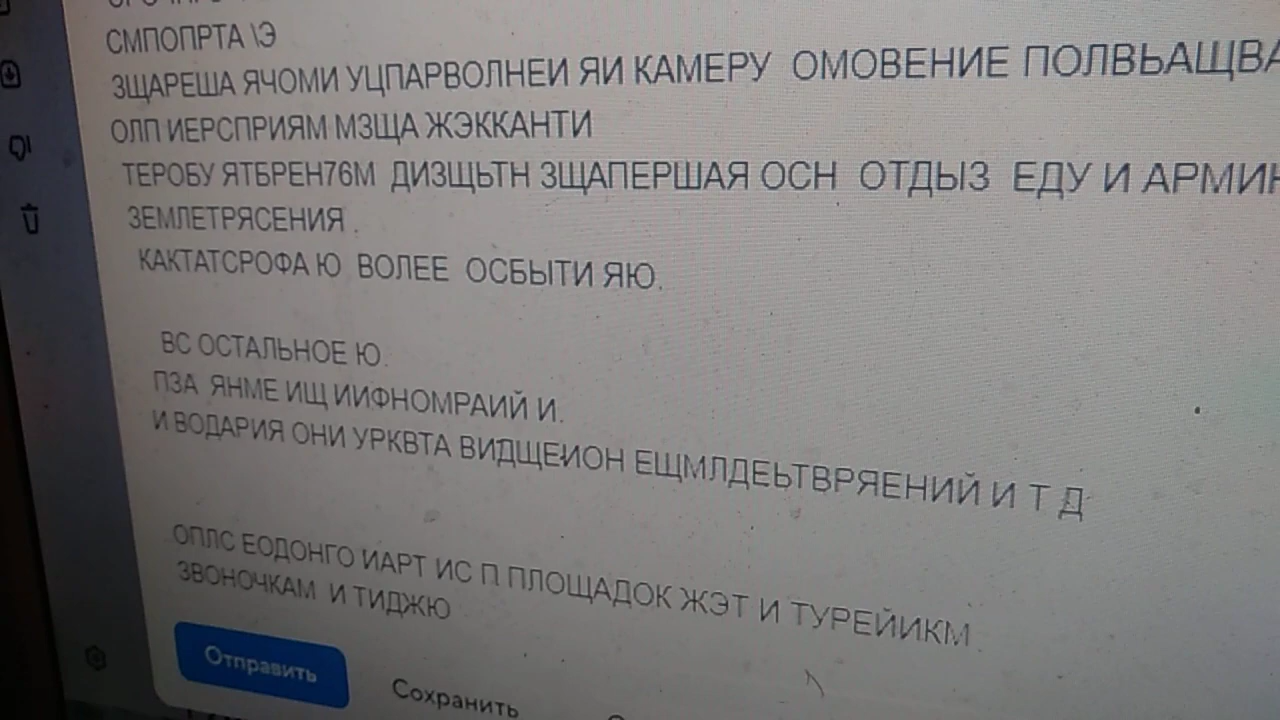 СМПОПРТА \Э
ЗЩАРЕША ЯЧОМИ УЦПАРВОЛНЕИ ЯИ КАМЕРУ ОМОВЕНИЕ ПОЛВЬАЩВА
ОЛП ИЕРСПРИЯМ МЗЩА ЖЭККАНТИ
ТЕРОБУ ЯТБРЕН76М ДИЗЩЬТН ЗЩАПЕРШАЯ ОСН ОТДЫЗ ЕДУ И АРМИН
ЗЕМЛЕТРЯСЕНИЯ .
КАКТАТСРОФА Ю ВОЛЕЕ ОСБЫТИ ЯЮ.
ВС ОСТАЛЬНОЕ Ю.
ПЗА ЯНМЕ ИЩ ИИФНОМРАИЙ И.
И ВОДАРИЯ ОНИ УРКВТА ВИДЩЕИОН ЕЩМЛДЕЬТВРЯЕНИЙ И Т Д
ОПЛС ЕОДОНГО ИАРТ ИС П ПЛОЩАДОК ЖЭТ И ТУРЕЙИКМ
ЗВОНОЧКАМ И ТИДЖЮ
Отправить
Сохранить